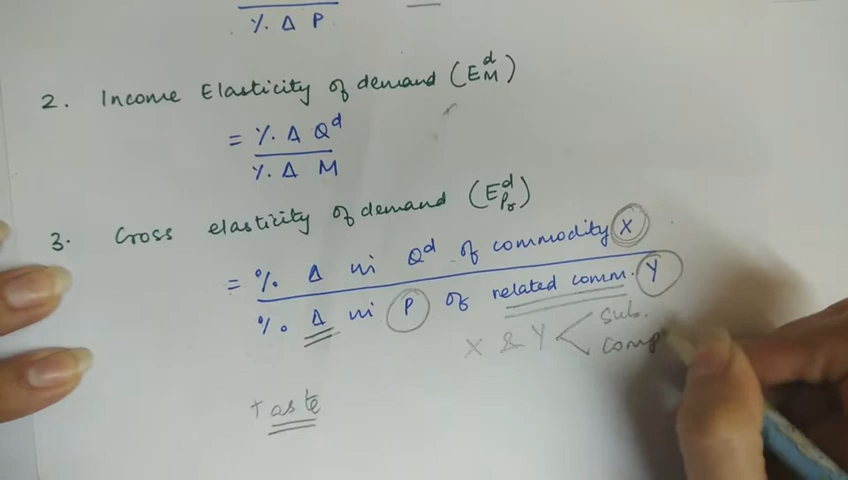 %. Δ P
2. Income Elasticity of demand (E^d_M)
= %. Δ Q^d
%. Δ M
3. Cross elasticity of demand (E^d_Pr)
= %. Δ in Q^d of commodity X
%. Δ in P of related comm. Y
X & Y < Sub.
Comp
Taste